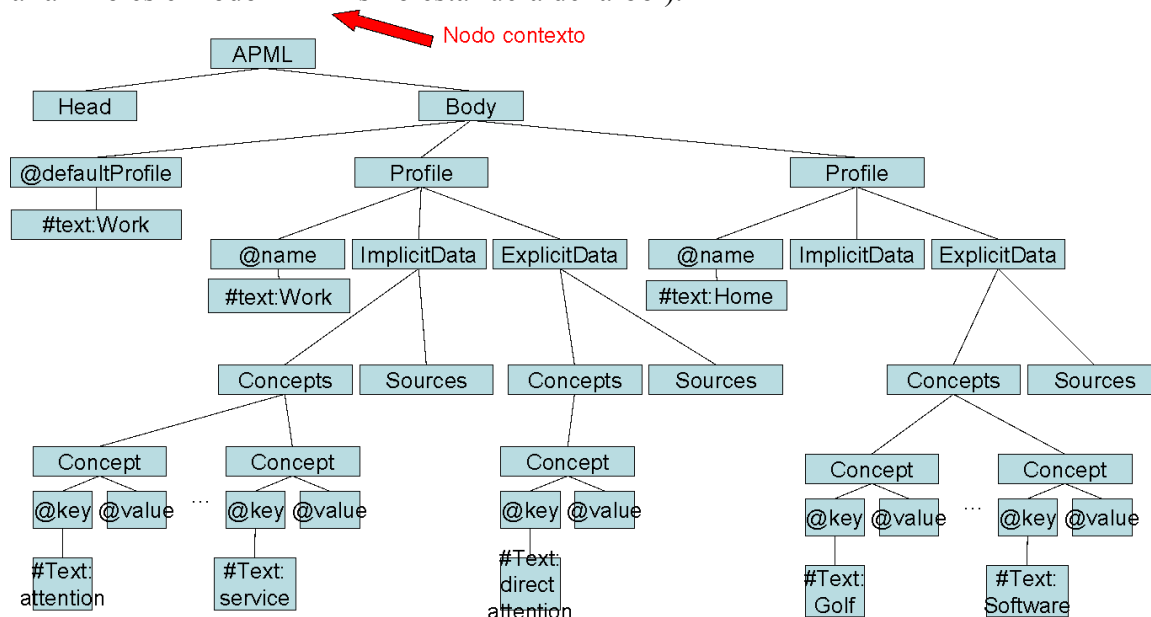 Nodo contexto
APML
Head
Body
@defaultProfile
Profile
Profile
#text:Work
@name
ImplicitData
ExplicitData
@name
ImplicitData
ExplicitData
#text:Work
#text:Home
Concepts
Sources
Concepts
Sources
Concepts
Sources
Concept
Concept
Concept
Concept
Concept
@key
@value
...
@key
@value
@key
@value
@key
@value
...
@key
@value
#Text:
attention
#Text:
service
#Text:
direct
attention
#Text:
Golf
#Text:
Software